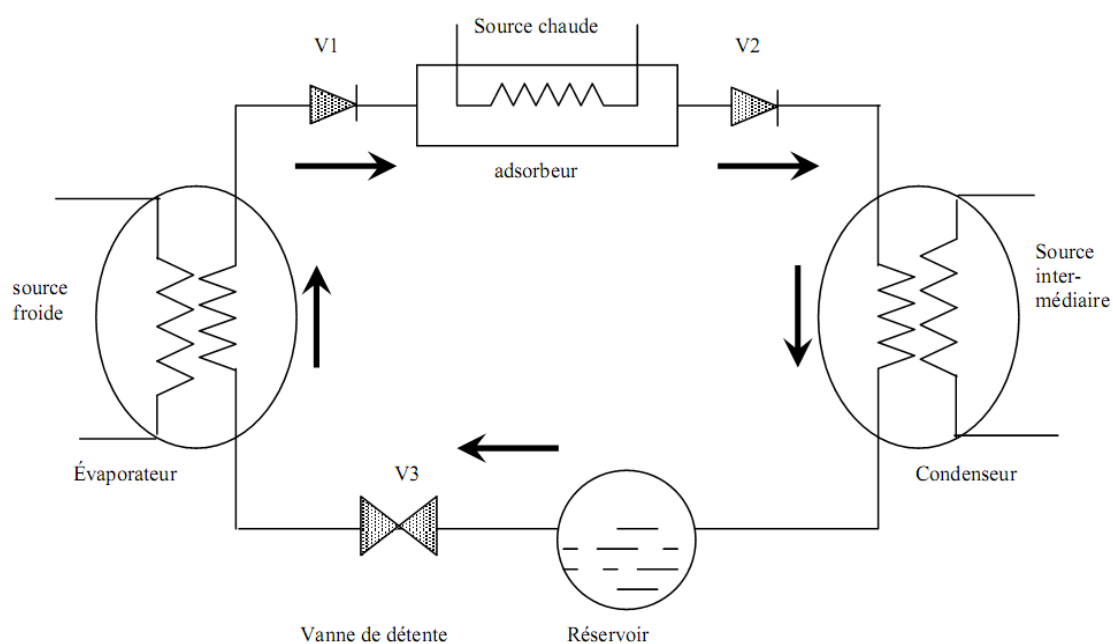 Source chaude
V1
V2
adsorbeur
source
froide
Source
inter-
médiaire
Évaporateur
V3
Condenseur
Vanne de détente
Réservoir